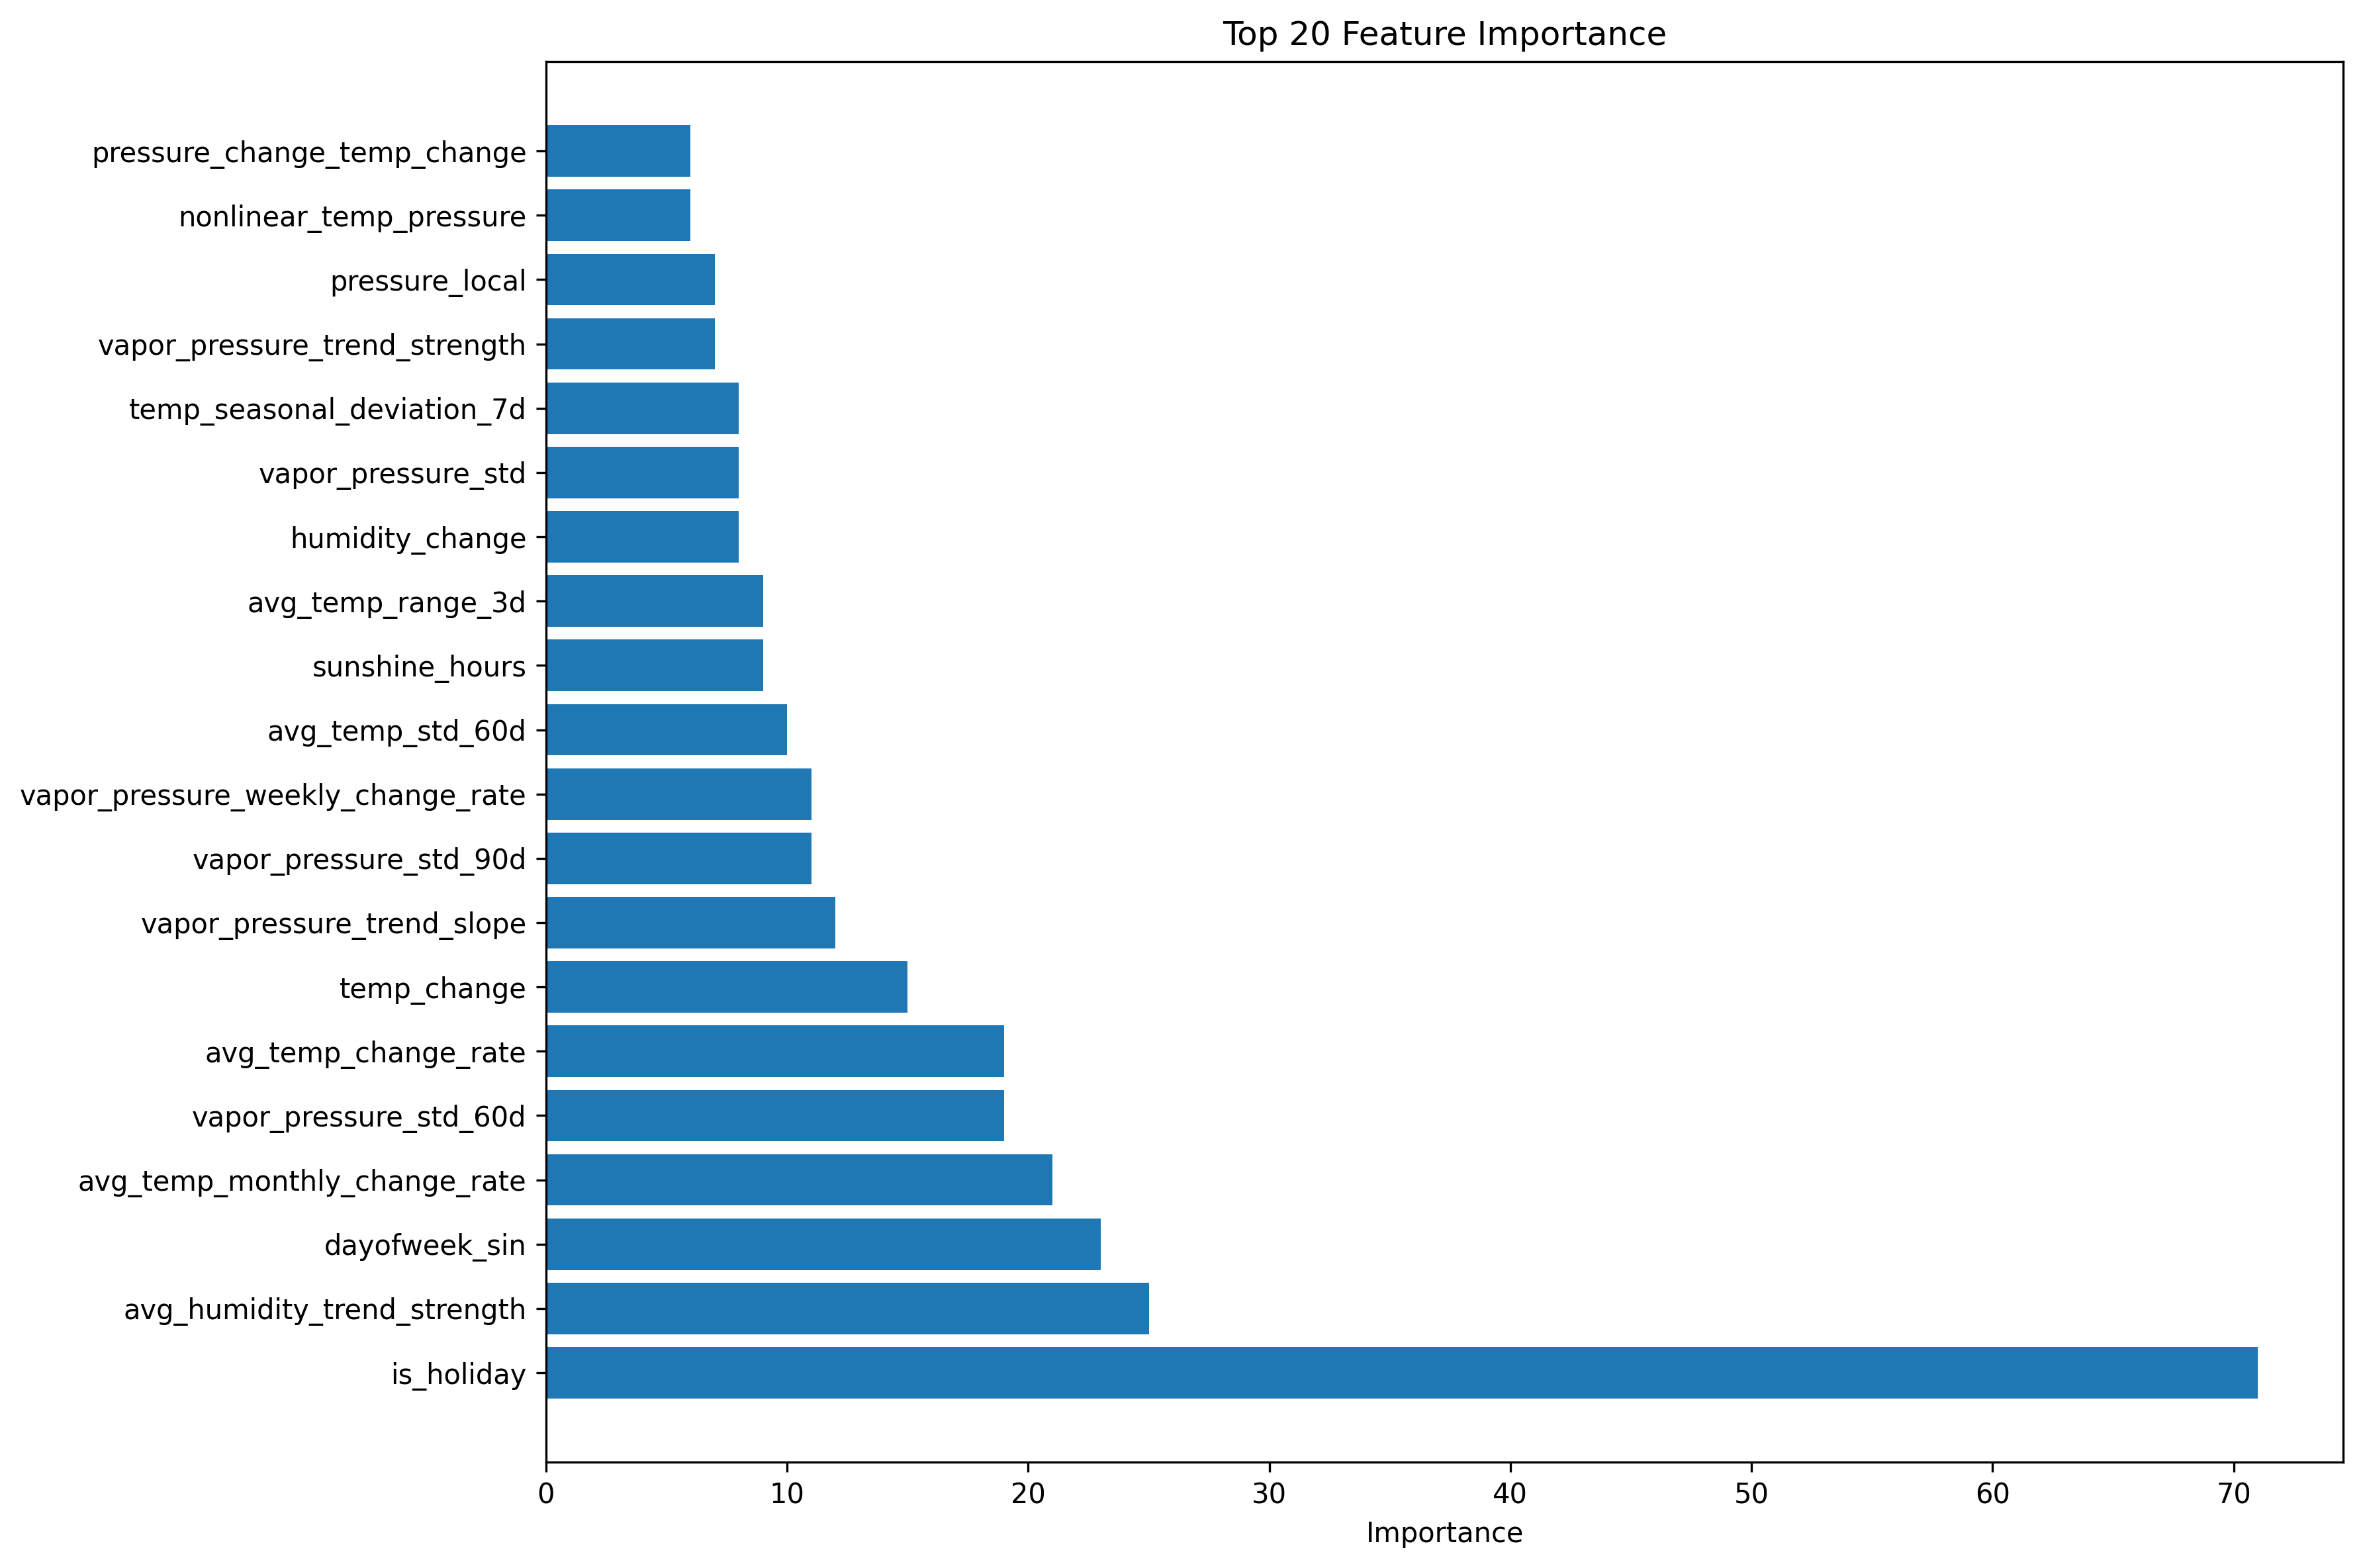 Top 20 Feature Importance
pressure_change_temp_change
nonlinear_temp_pressure
pressure_local
vapor_pressure_trend_strength
temp_seasonal_deviation_7d
vapor_pressure_std
humidity_change
avg_temp_range_3d
sunshine_hours
avg_temp_std_60d
vapor_pressure_weekly_change_rate
vapor_pressure_std_90d
vapor_pressure_trend_slope
temp_change
avg_temp_change_rate
vapor_pressure_std_60d
avg_temp_monthly_change_rate
dayofweek_sin
avg_humidity_trend_strength
is_holiday
0 10 20 30 40 50 60 70
Importance